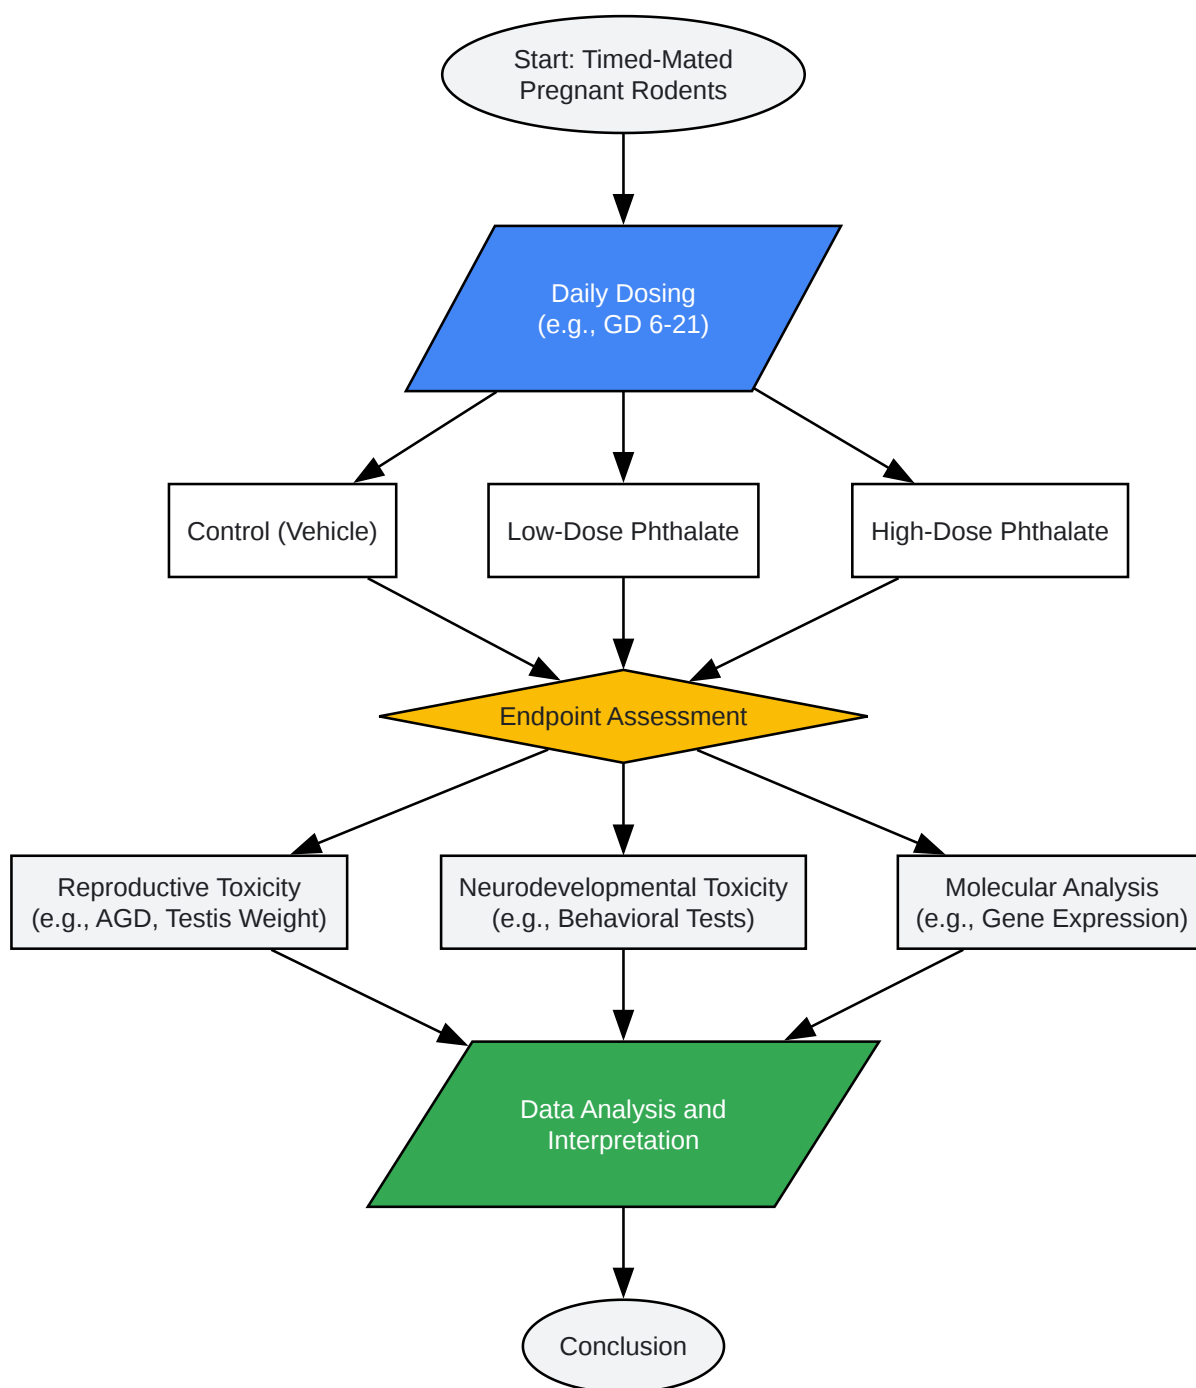 Start: Timed-Mated
Pregnant Rodents
Daily Dosing
(e.g., GD 6-21)
Control (Vehicle)
Low-Dose Phthalate
High-Dose Phthalate
Endpoint Assessment
Reproductive Toxicity
(e.g., AGD, Testis Weight)
Neurodevelopmental Toxicity
(e.g., Behavioral Tests)
Molecular Analysis
(e.g., Gene Expression)
Data Analysis and
Interpretation
Conclusion